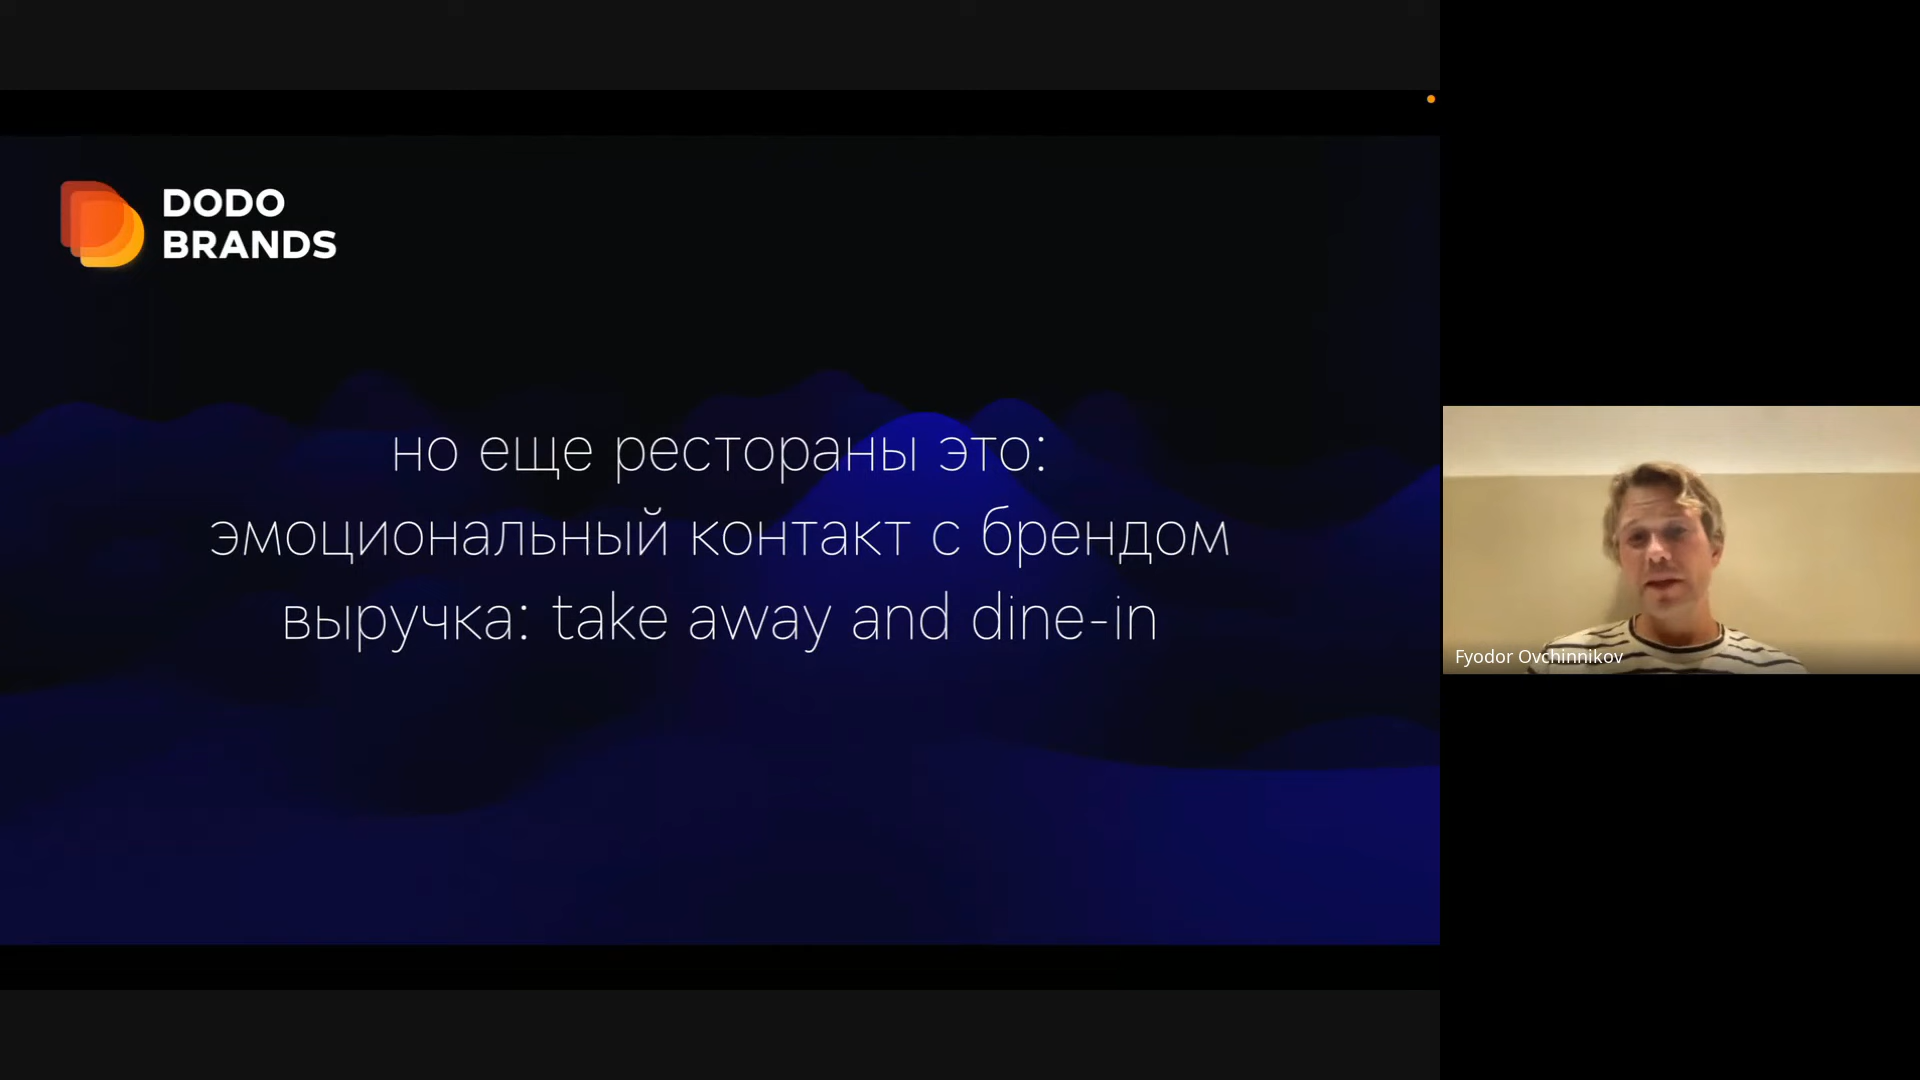 DODO
BRANDS
но еще рестораны это:
эмоциональный контакт с брендом
выручка: take away and dine-in
Fyodor Ovchinnikov